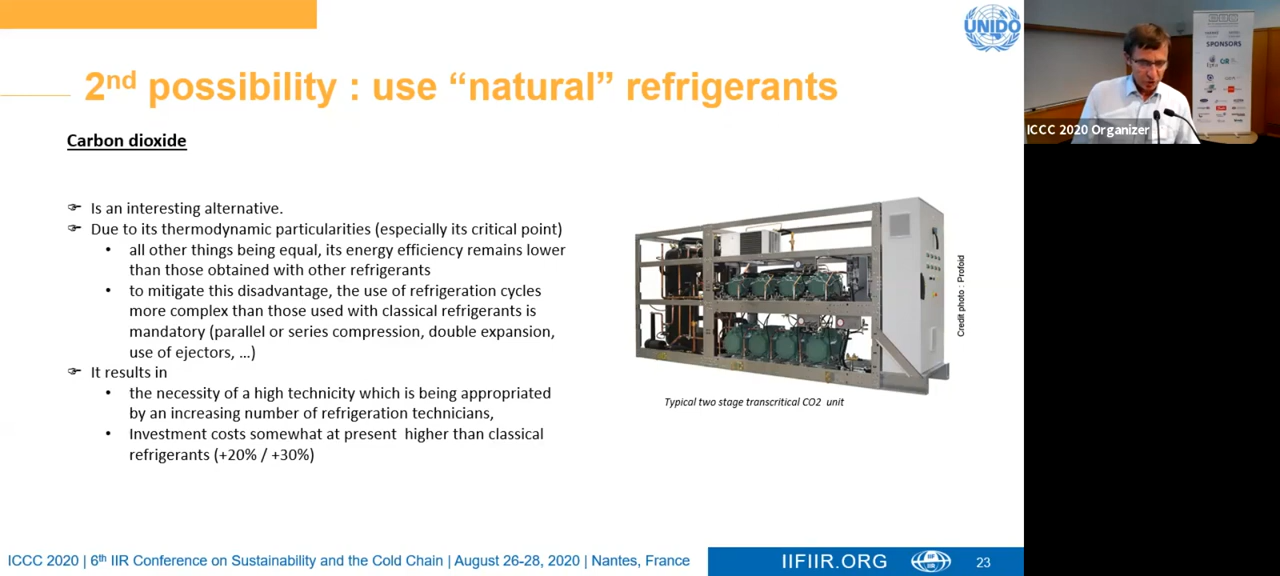 UNIDO
2nd possibility : use “natural” refrigerants
Carbon dioxide
☞ Is an interesting alternative.
☞ Due to its thermodynamic particularities (especially its critical point)
• all other things being equal, its energy efficiency remains lower
than those obtained with other refrigerants
• to mitigate this disadvantage, the use of refrigeration cycles
more complex than those used with classical refrigerants is
mandatory (parallel or series compression, double expansion,
use of ejectors, …)
☞ It results in
• the necessity of a high technicity which is being appropriated
by an increasing number of refrigeration technicians,
• Investment costs somewhat at present higher than classical
refrigerants (+20% / +30%)
Credit photo : Profoid
Typical two stage transcritical CO2 unit
SPONSORS
ICCC 2020 Organizer
ICCC 2020 | 6th IIR Conference on Sustainability and the Cold Chain | August 26-28, 2020 | Nantes, France
IIFIIR.ORG
IIF
IIR
23